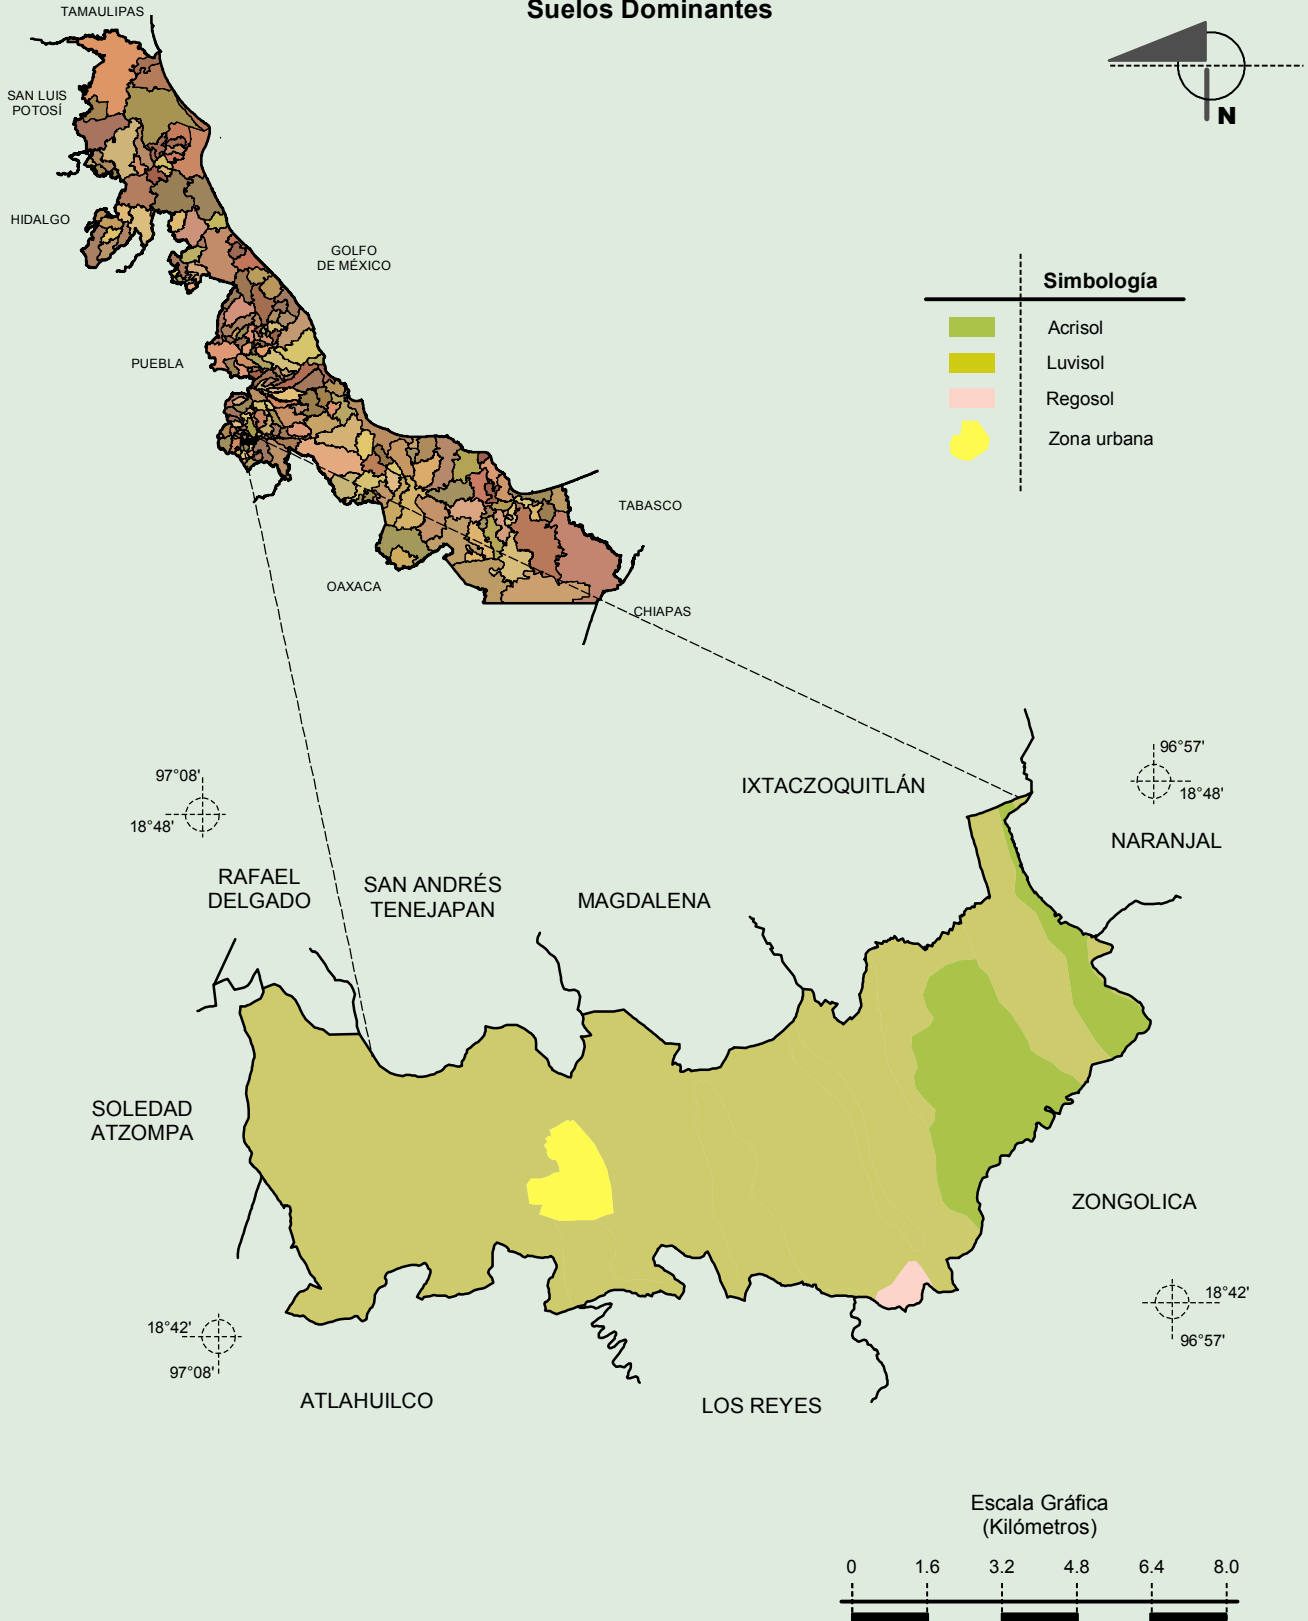 Suelos Dominantes
TAMAULIPAS
SAN LUIS
POTOSÍ
HIDALGO
GOLFO
DE MÉXICO
PUEBLA
TABASCO
OAXACA
CHIAPAS
N
Simbología
Acrisol
Luvisol
Regosol
Zona urbana
97°08'
18°48'
96°57'
18°48'
IXTACZOQUITLÁN
NARANJAL
RAFAEL
DELGADO
SAN ANDRÉS
TENEJAPAN
MAGDALENA
SOLEDAD
ATZOMPA
ZONGOLICA
18°42'
97°08'
18°42'
96°57'
ATLAHUILCO
LOS REYES
Escala Gráfica
(Kilómetros)
0 1.6 3.2 4.8 6.4 8.0